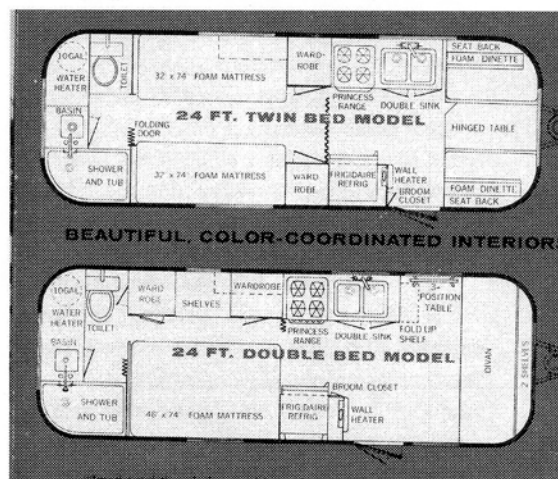 10GAL
WATER
HEATER
TOILET
BASIN
FOLDING
DOOR
SHOWER
AND TUB
32" x 74" FOAM MATTRESS
32" x 74" FOAM MATTRESS
WARD-
ROBE
WARD
ROBE
PRINCESS
RANGE
DOUBLE SINK
24 FT. TWIN BED MODEL
FRIGIDAIRE
REFRIG
WALL
HEATER
BROOM
CLOSET
SEAT BACK
FOAM DINETTE
HINGED TABLE
FOAM DINETTE
SEAT BACK
BEAUTIFUL, COLOR-COORDINATED INTERIOR
10GAL
WATER
HEATER
TOILET
BASIN
SHOWER
AND TUB
WARD
ROBE
SHELVES
WARDROBE
PRINCESS
RANGE
DOUBLE SINK
FOLD UP
SHELF
3-
POSITION
TABLE
24 FT. DOUBLE BED MODEL
48" x 74" FOAM MATTRESS
BROOM CLOSET
FRIGIDAIRE
REFRIG
WALL
HEATER
DIVAN
2 SHELVES